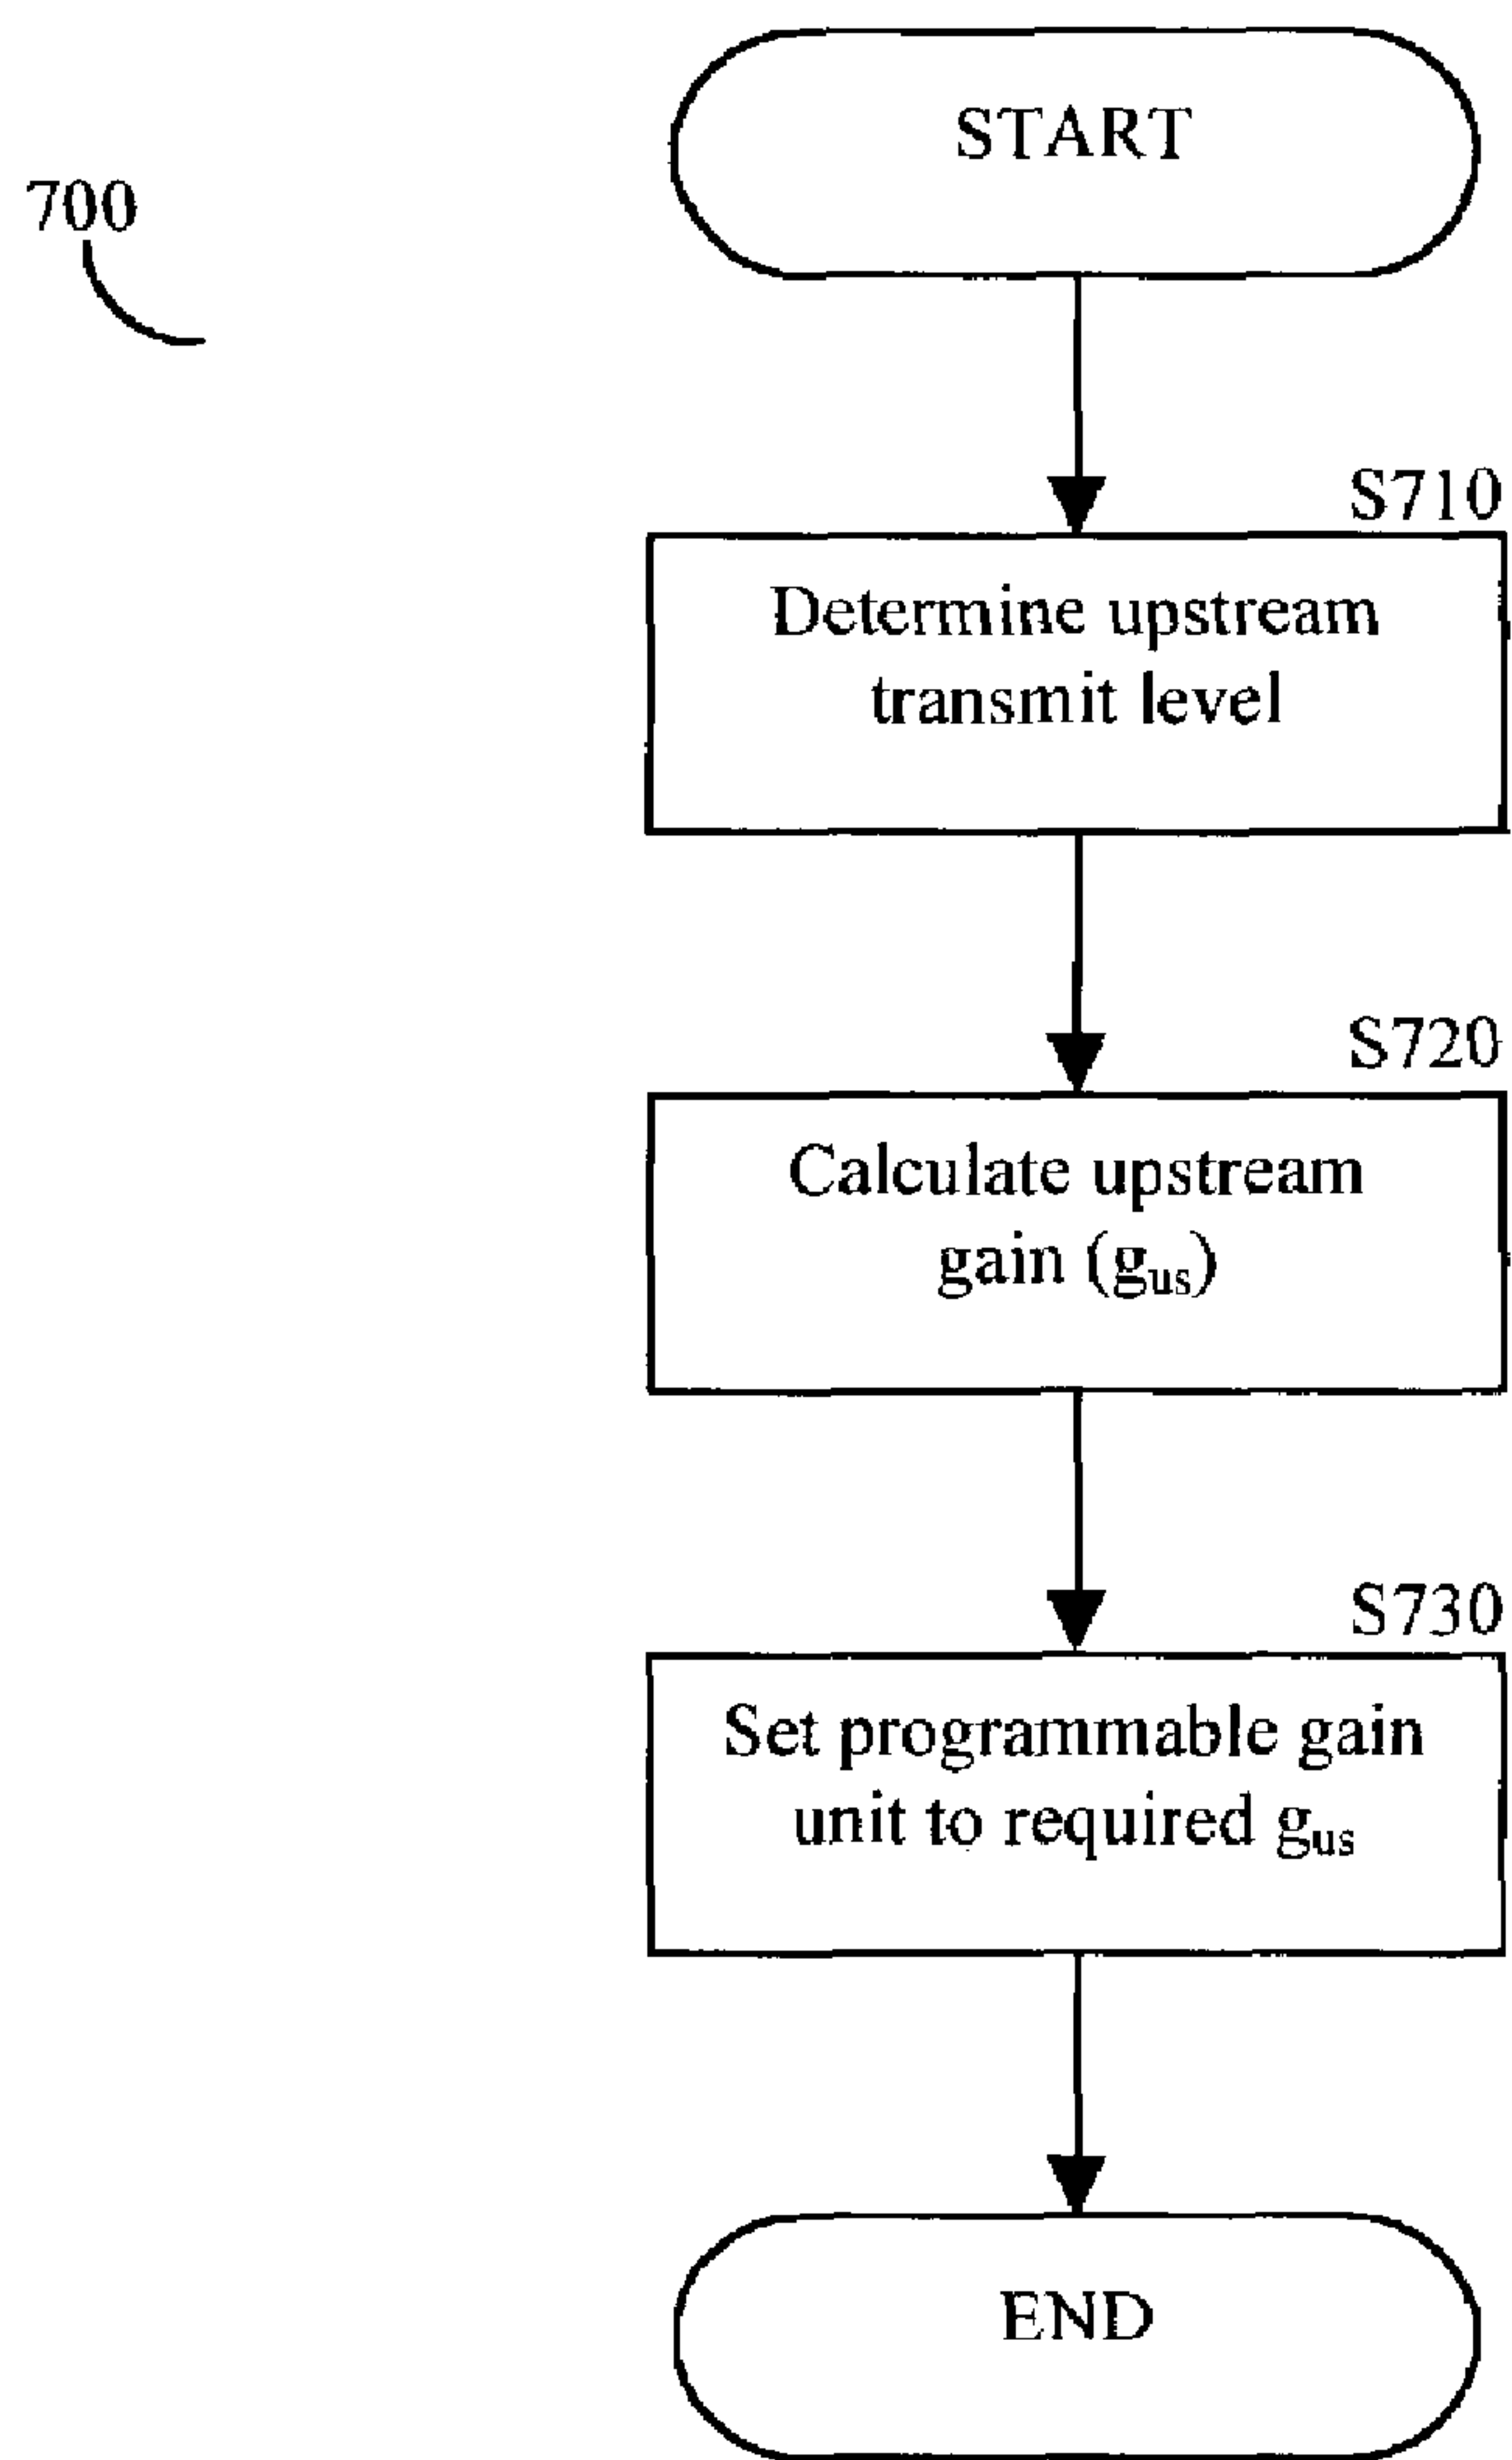 START
700
S710
Determine upstream
transmit level
S720
Calculate upstream
gain (gus)
S730
Set programmable gain
unit to required gus
END